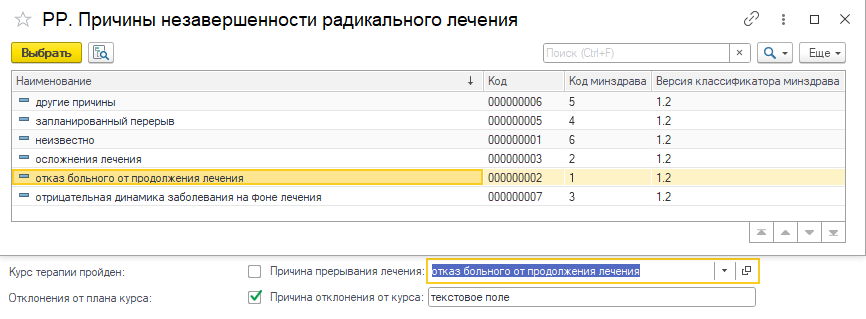 РР. Причины незавершенности радикального лечения
Выбрать Поиск (Ctrl+F) × Еще
Наименование ↓ Код Код минздрава Версия классификатора минздрава
другие причины 000000006 5 1.2
запланированный перерыв 000000005 4 1.2
неизвестно 000000001 6 1.2
осложнения лечения 000000003 2 1.2
отказ больного от продолжения лечения 000000002 1 1.2
отрицательная динамика заболевания на фоне лечения 000000007 3 1.2
Курс терапии пройден: Причина прерывания лечения: отказ больного от продолжения лечения
Отклонения от плана курса: Причина отклонения от курса: текстовое поле